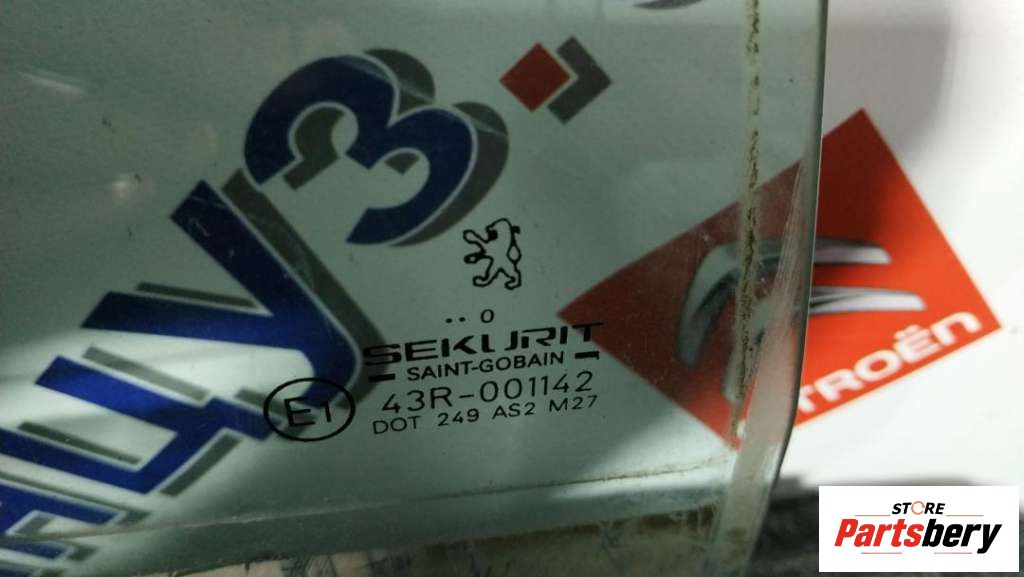 3
.. 0
SEKURIT
SAINT-GOBAIN
E1
43R-001142
DOT 249 AS2 M27
TROËN
STORE
Partsbery